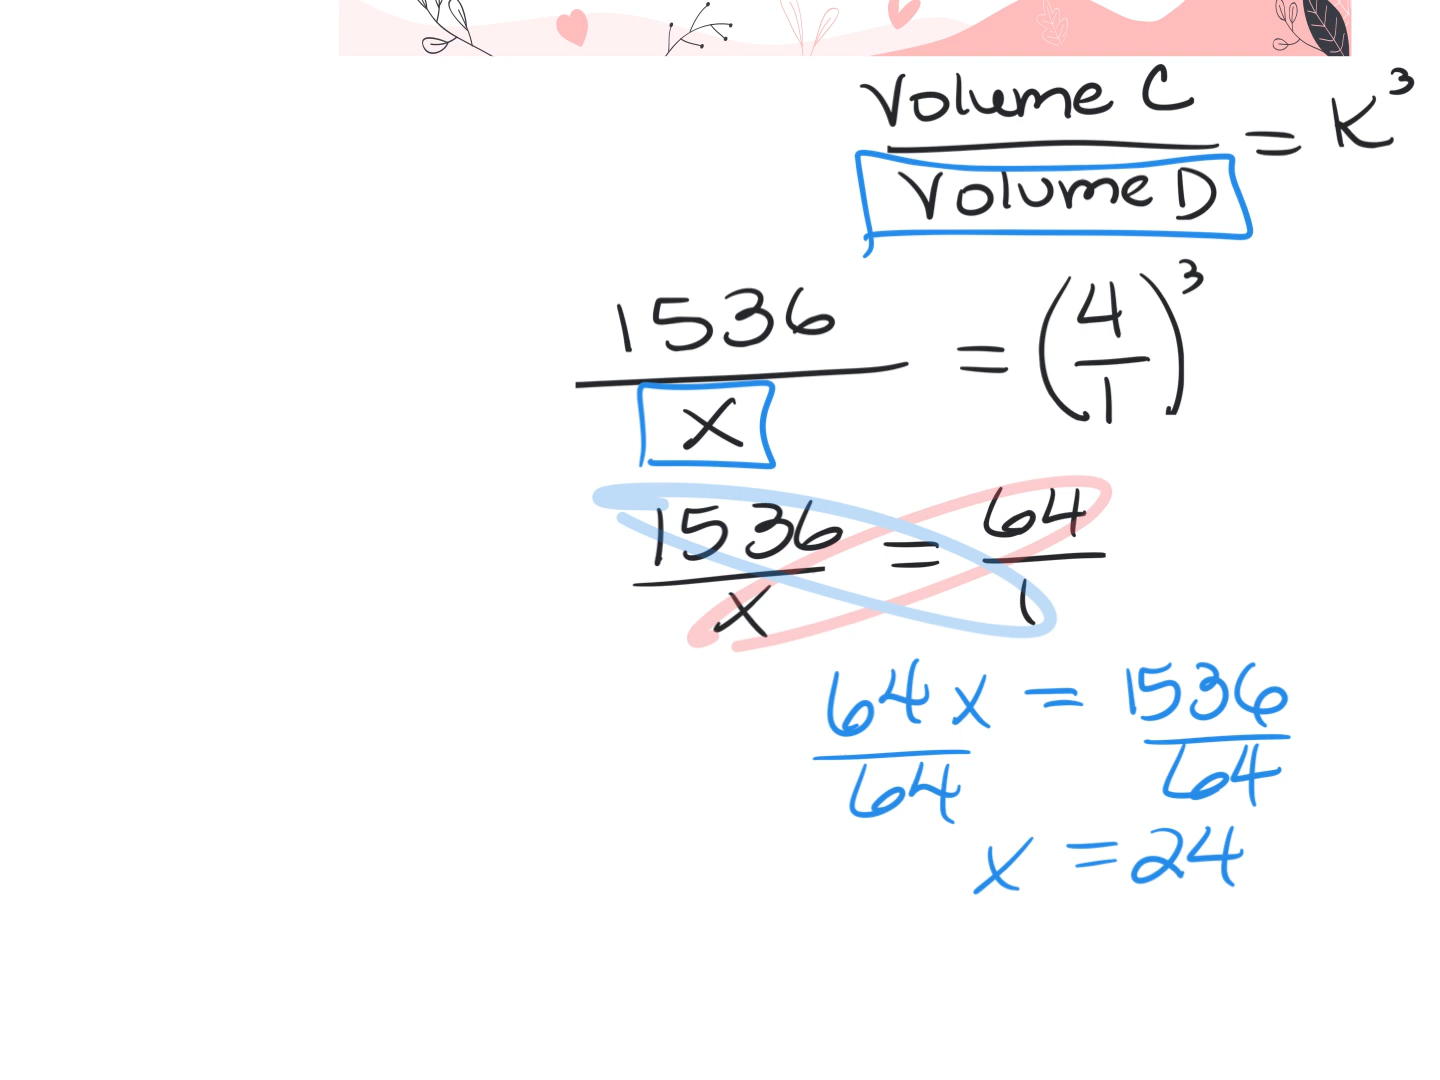 Volume C
Volume D
= K³
1536
x
= (4/1)³
1536
x
=
64
1
64x = 1536
64 64
x = 24